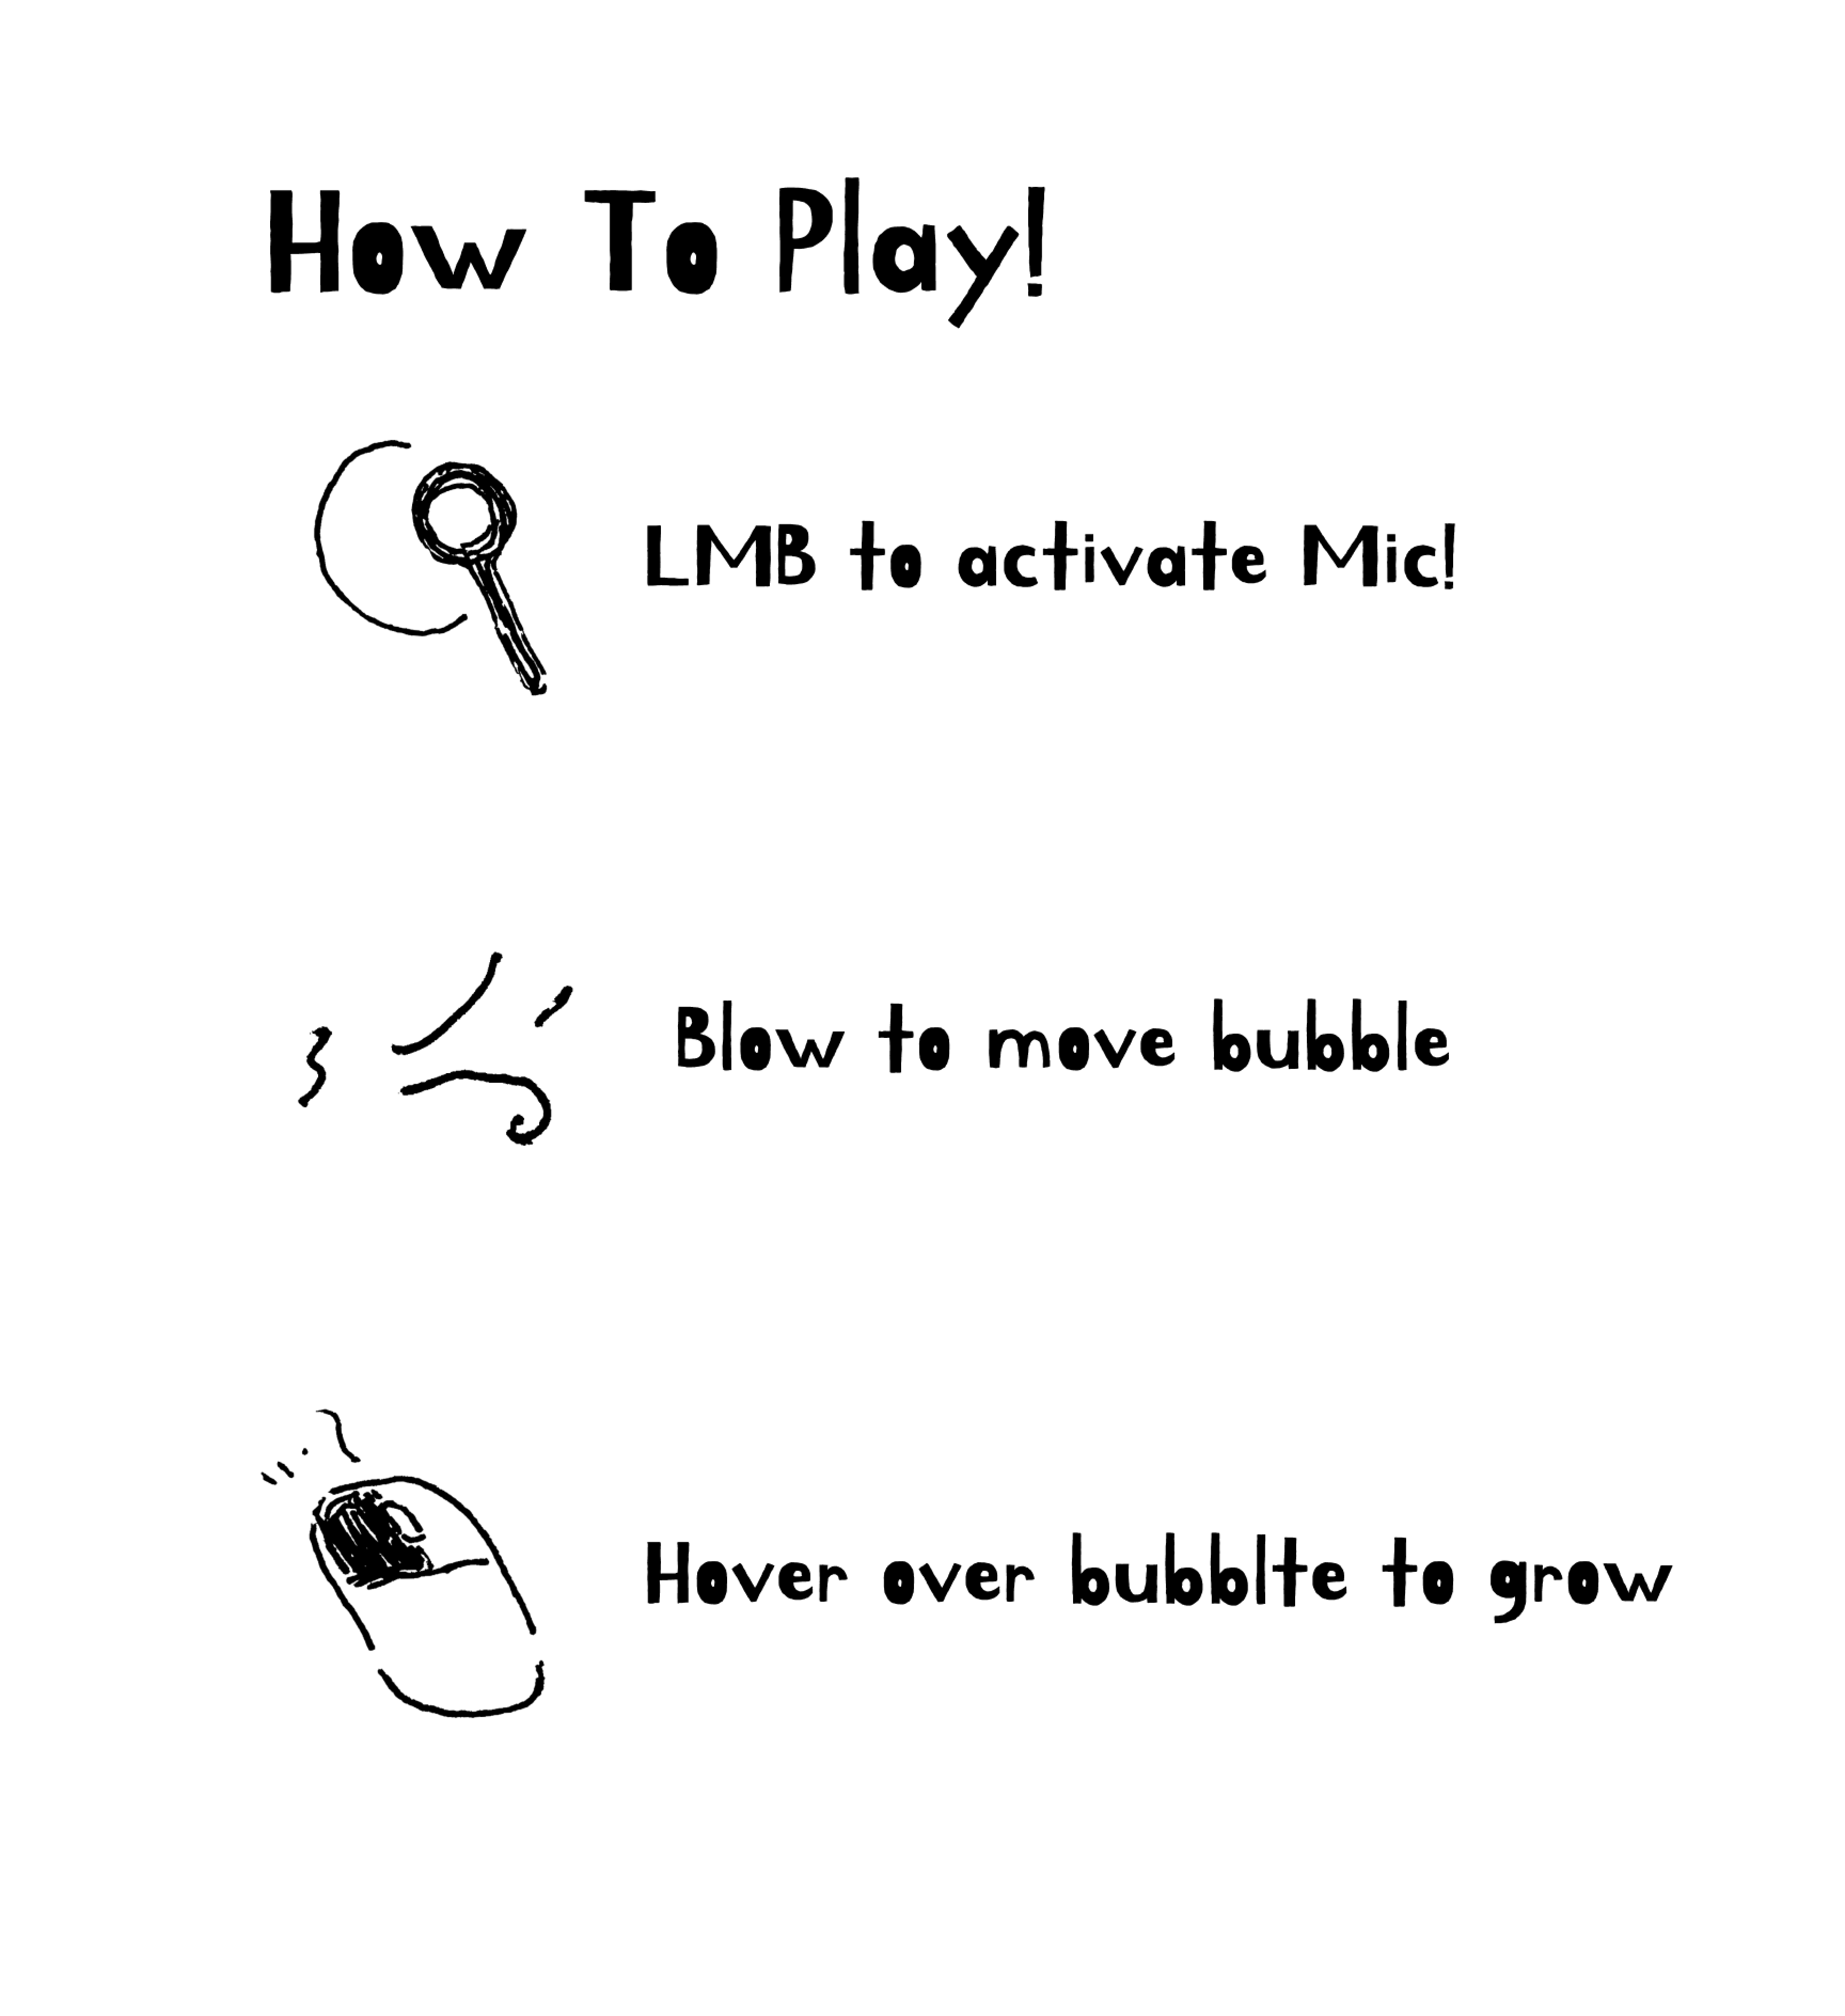 How To Play!
LMB to activate Mic!
Blow to move bubble
Hover over bubblte to grow